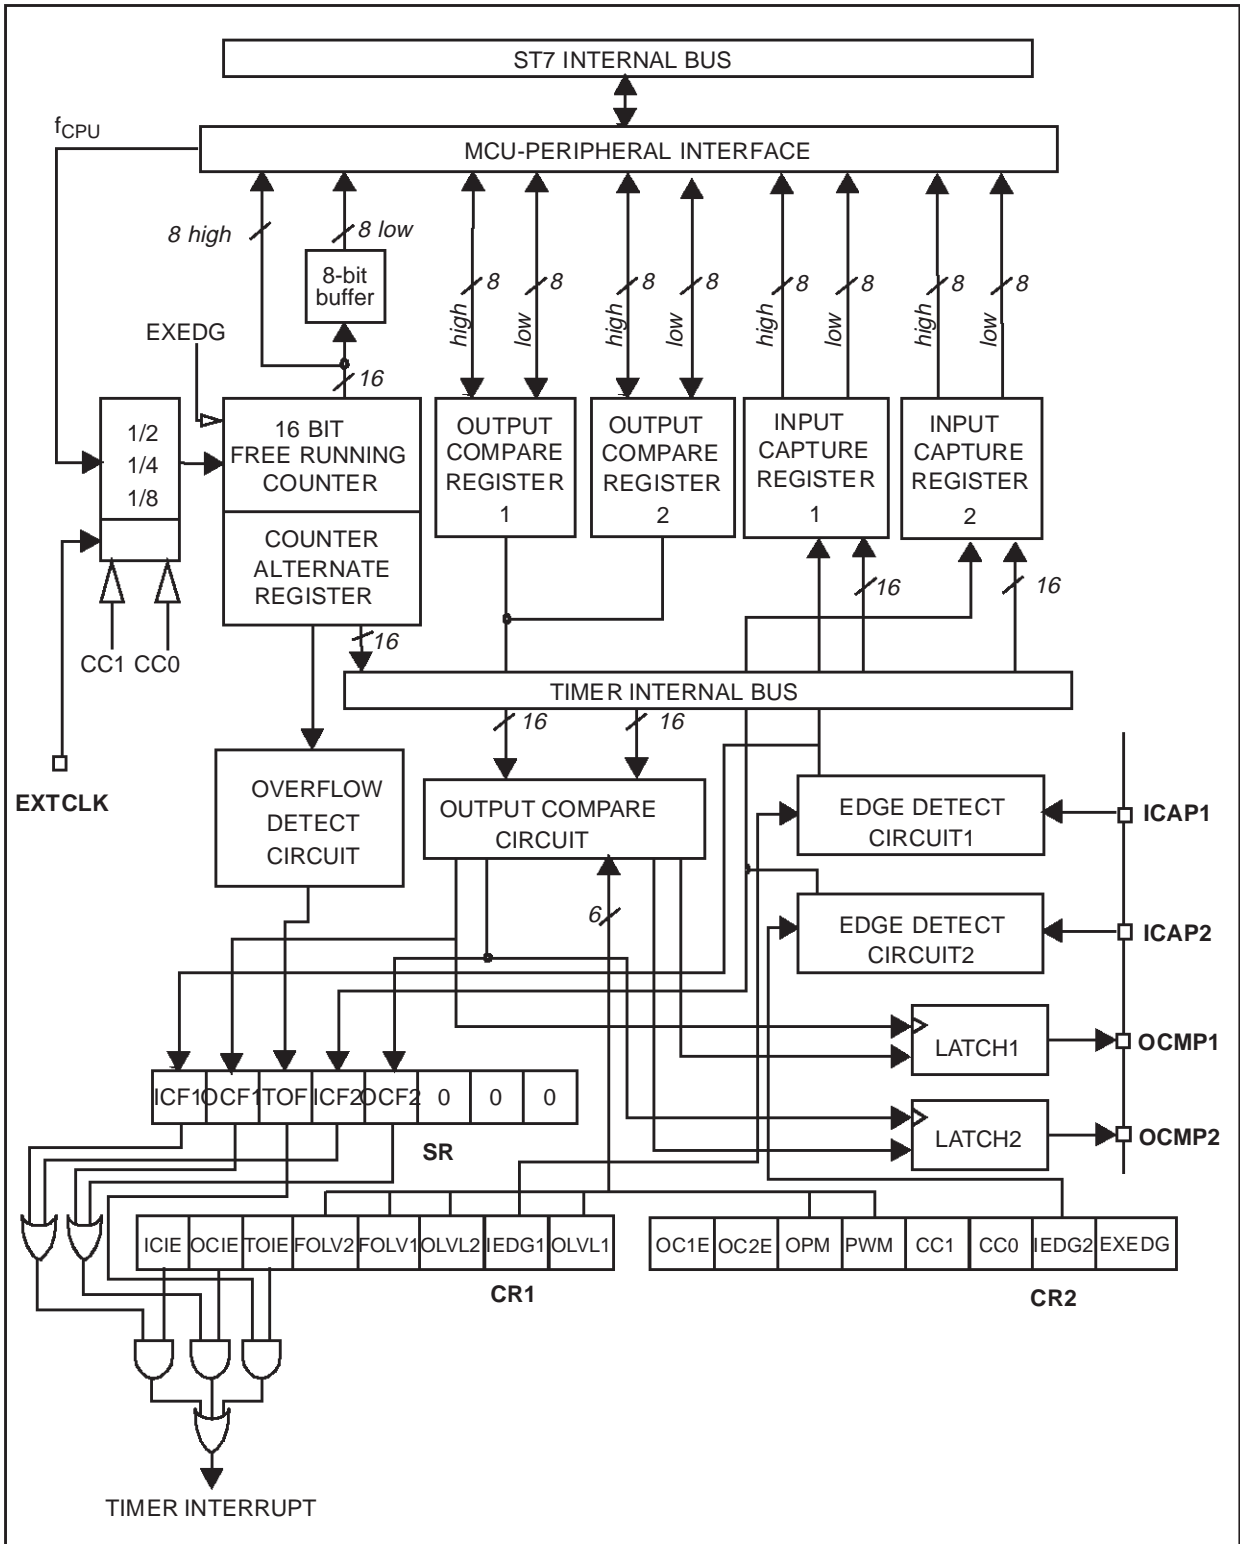 ST7 INTERNAL BUS
fCPU
MCU-PERIPHERAL INTERFACE
8 high
8 low
8-bit
buffer
8
8
8
8
8
8
8
8
high
low
high
low
high
low
high
low
EXEDG
16
1/2
1/4
1/8
16 BIT
FREE RUNNING
COUNTER
COUNTER
ALTERNATE
REGISTER
OUTPUT
COMPARE
REGISTER
1
OUTPUT
COMPARE
REGISTER
2
INPUT
CAPTURE
REGISTER
1
INPUT
CAPTURE
REGISTER
2
16
16
CC1
CC0
16
TIMER INTERNAL BUS
16
16
EXTCLK
OVERFLOW
DETECT
CIRCUIT
OUTPUT COMPARE
CIRCUIT
EDGE DETECT
CIRCUIT1
ICAP1
6
EDGE DETECT
CIRCUIT2
ICAP2
LATCH1
OCMP1
ICF1
OCF1
TOF
ICF2
OCF2
0
0
0
SR
LATCH2
OCMP2
ICIE
OCIE
TOIE
FOLV2
FOLV1
OLVL2
IEDG1
OLVL1
CR1
OC1E
OC2E
OPM
PWM
CC1
CC0
IEDG2
EXEDG
CR2
TIMER INTERRUPT